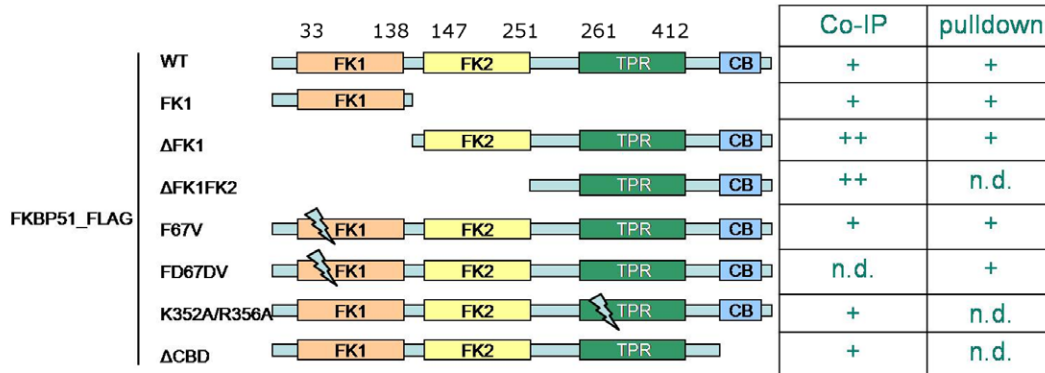 Co-IP pulldown
33 138 147 251 261 412
WT FK1 FK2 TPR CB + +
FK1 FK1 + +
ΔFK1 FK2 TPR CB ++ +
ΔFK1FK2 TPR CB ++ n.d.
FKBP51_FLAG
F67V FK1 FK2 TPR CB + +
FD67DV FK1 FK2 TPR CB n.d. +
K352A/R356A FK1 FK2 TPR CB + n.d.
ΔCBD FK1 FK2 TPR + n.d.